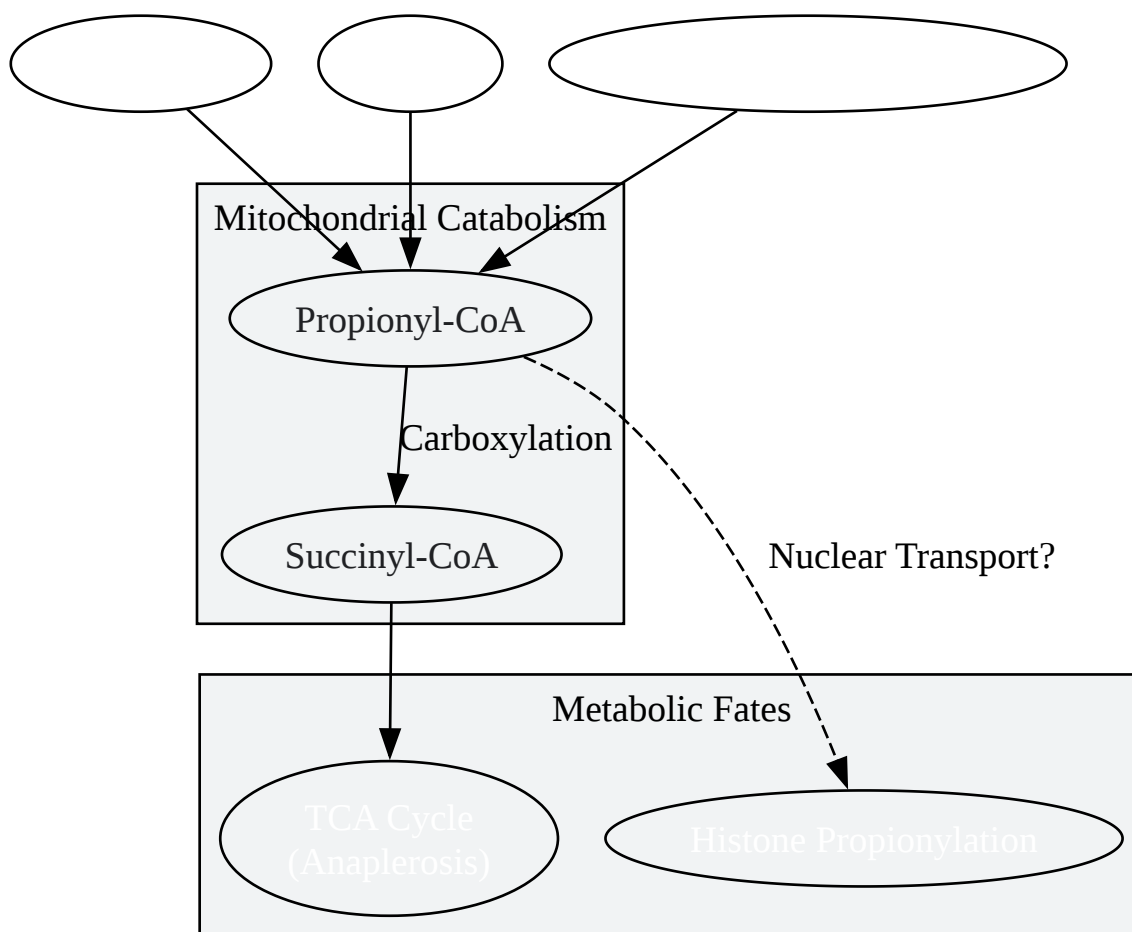 Mitochondrial Catabolism
Propionyl-CoA
Carboxylation
Succinyl-CoA
Nuclear Transport?
Metabolic Fates
TCA Cycle
(Anaplerosis)
Histone Propionylation